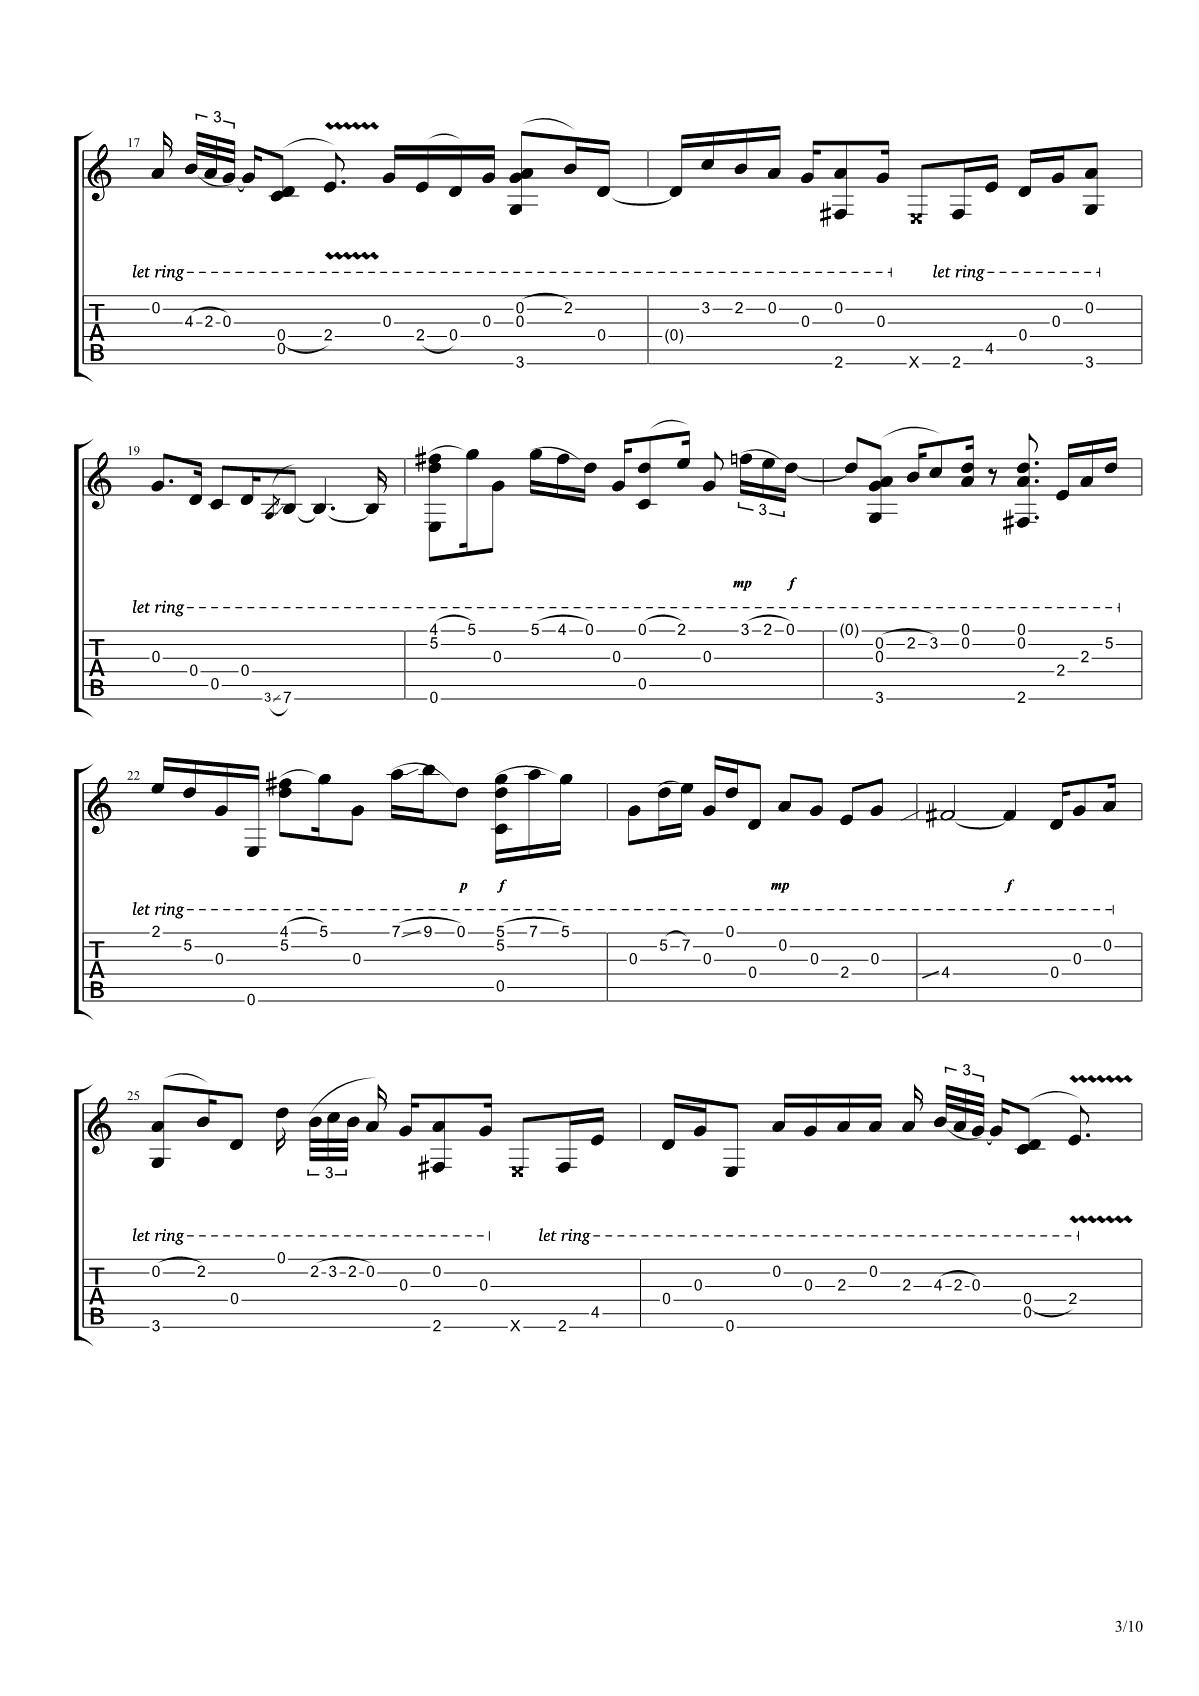 3
17
let ring
0 4 2 0 0 0 2 0 2 0 0 0 0 3 2 0
T A B
(0) 3 2 0 0 0 2 0 X 2 4 0 0 0 3
let ring
19
3
mp f
let ring
T A B
0 0 0 0 3 7
4 5 0 5 0 5 4 0 0 0 0 2 0 3 2 0
(0) 0 0 3 2 3 0 0 0 0 2 2 2 5
22
p f mp f
let ring
T A B
2 5 0 0 4 5 5 0 7 9 0 5 5 0 7 5
0 5 7 0 0 0 0 0 2 0
4 0 0 0
3
25
3
let ring let ring
T A B
0 3 2 0 0 2 3 2 0 0 0 2 0 X 2 4
0 0 0 0 0 2 0 2 4 2 0 0 0 2
3/10